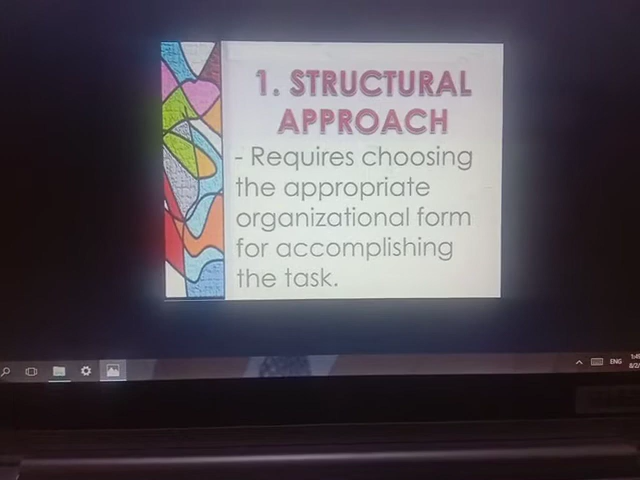 1. STRUCTURAL
APPROACH
- Requires choosing
the appropriate
organizational form
for accomplishing
the task.
ENG